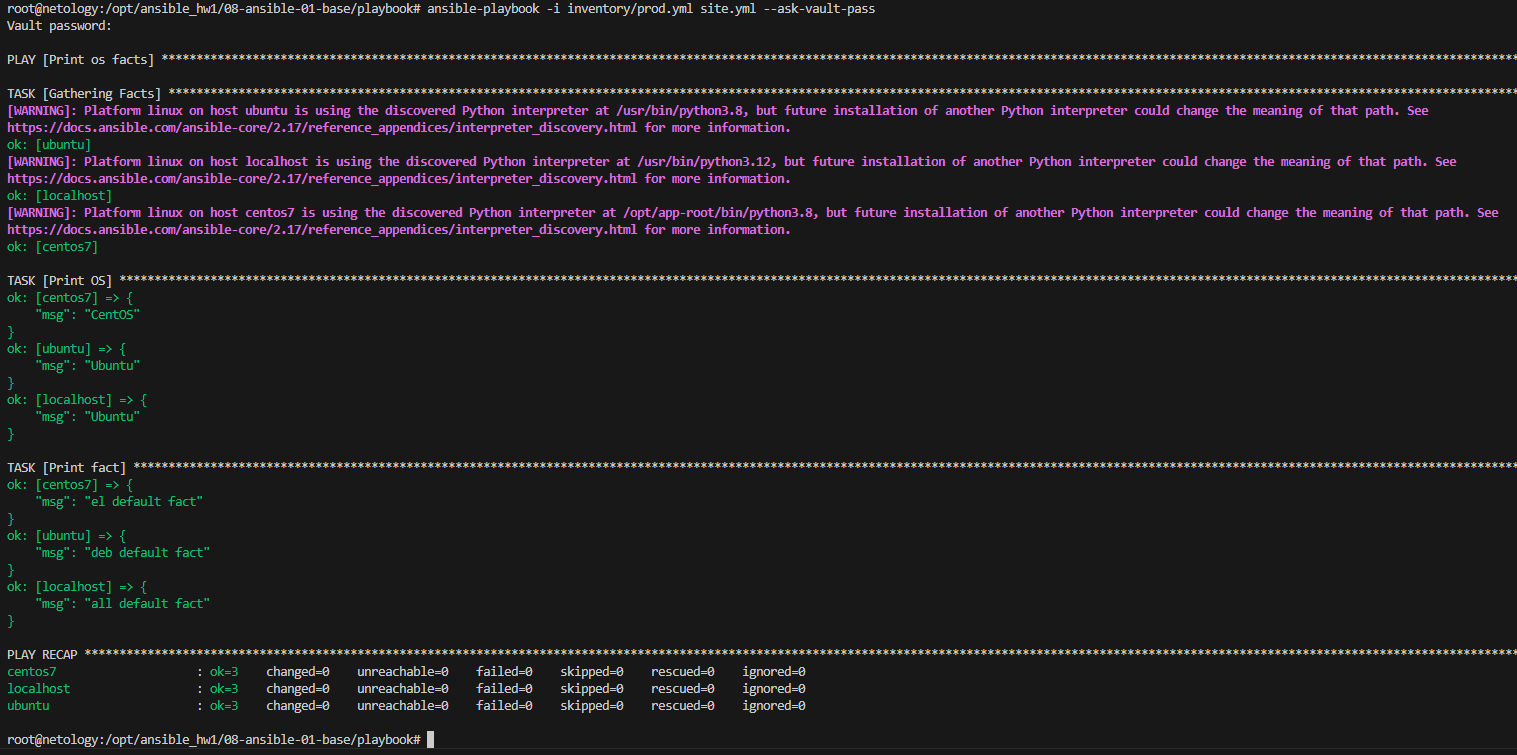 root@netology:/opt/ansible_hw1/08-ansible-01-base/playbook# ansible-playbook -i inventory/prod.yml site.yml --ask-vault-pass
Vault password:
PLAY [Print os facts] ****************************************************************************************************************************************************************************************************
TASK [Gathering Facts] ***************************************************************************************************************************************************************************************************
[WARNING]: Platform linux on host ubuntu is using the discovered Python interpreter at /usr/bin/python3.8, but future installation of another Python interpreter could change the meaning of that path. See
https://docs.ansible.com/ansible-core/2.17/reference_appendices/interpreter_discovery.html for more information.
ok: [ubuntu]
[WARNING]: Platform linux on host localhost is using the discovered Python interpreter at /usr/bin/python3.12, but future installation of another Python interpreter could change the meaning of that path. See
https://docs.ansible.com/ansible-core/2.17/reference_appendices/interpreter_discovery.html for more information.
ok: [localhost]
[WARNING]: Platform linux on host centos7 is using the discovered Python interpreter at /opt/app-root/bin/python3.8, but future installation of another Python interpreter could change the meaning of that path. See
https://docs.ansible.com/ansible-core/2.17/reference_appendices/interpreter_discovery.html for more information.
ok: [centos7]
TASK [Print OS] **********************************************************************************************************************************************************************************************************
ok: [centos7] => {
    "msg": "CentOS"
}
ok: [ubuntu] => {
    "msg": "Ubuntu"
}
ok: [localhost] => {
    "msg": "Ubuntu"
}
TASK [Print fact] ********************************************************************************************************************************************************************************************************
ok: [centos7] => {
    "msg": "el default fact"
}
ok: [ubuntu] => {
    "msg": "deb default fact"
}
ok: [localhost] => {
    "msg": "all default fact"
}
PLAY RECAP ***************************************************************************************************************************************************************************************************************
centos7                    : ok=3    changed=0    unreachable=0    failed=0    skipped=0    rescued=0    ignored=0
localhost                  : ok=3    changed=0    unreachable=0    failed=0    skipped=0    rescued=0    ignored=0
ubuntu                     : ok=3    changed=0    unreachable=0    failed=0    skipped=0    rescued=0    ignored=0
root@netology:/opt/ansible_hw1/08-ansible-01-base/playbook#